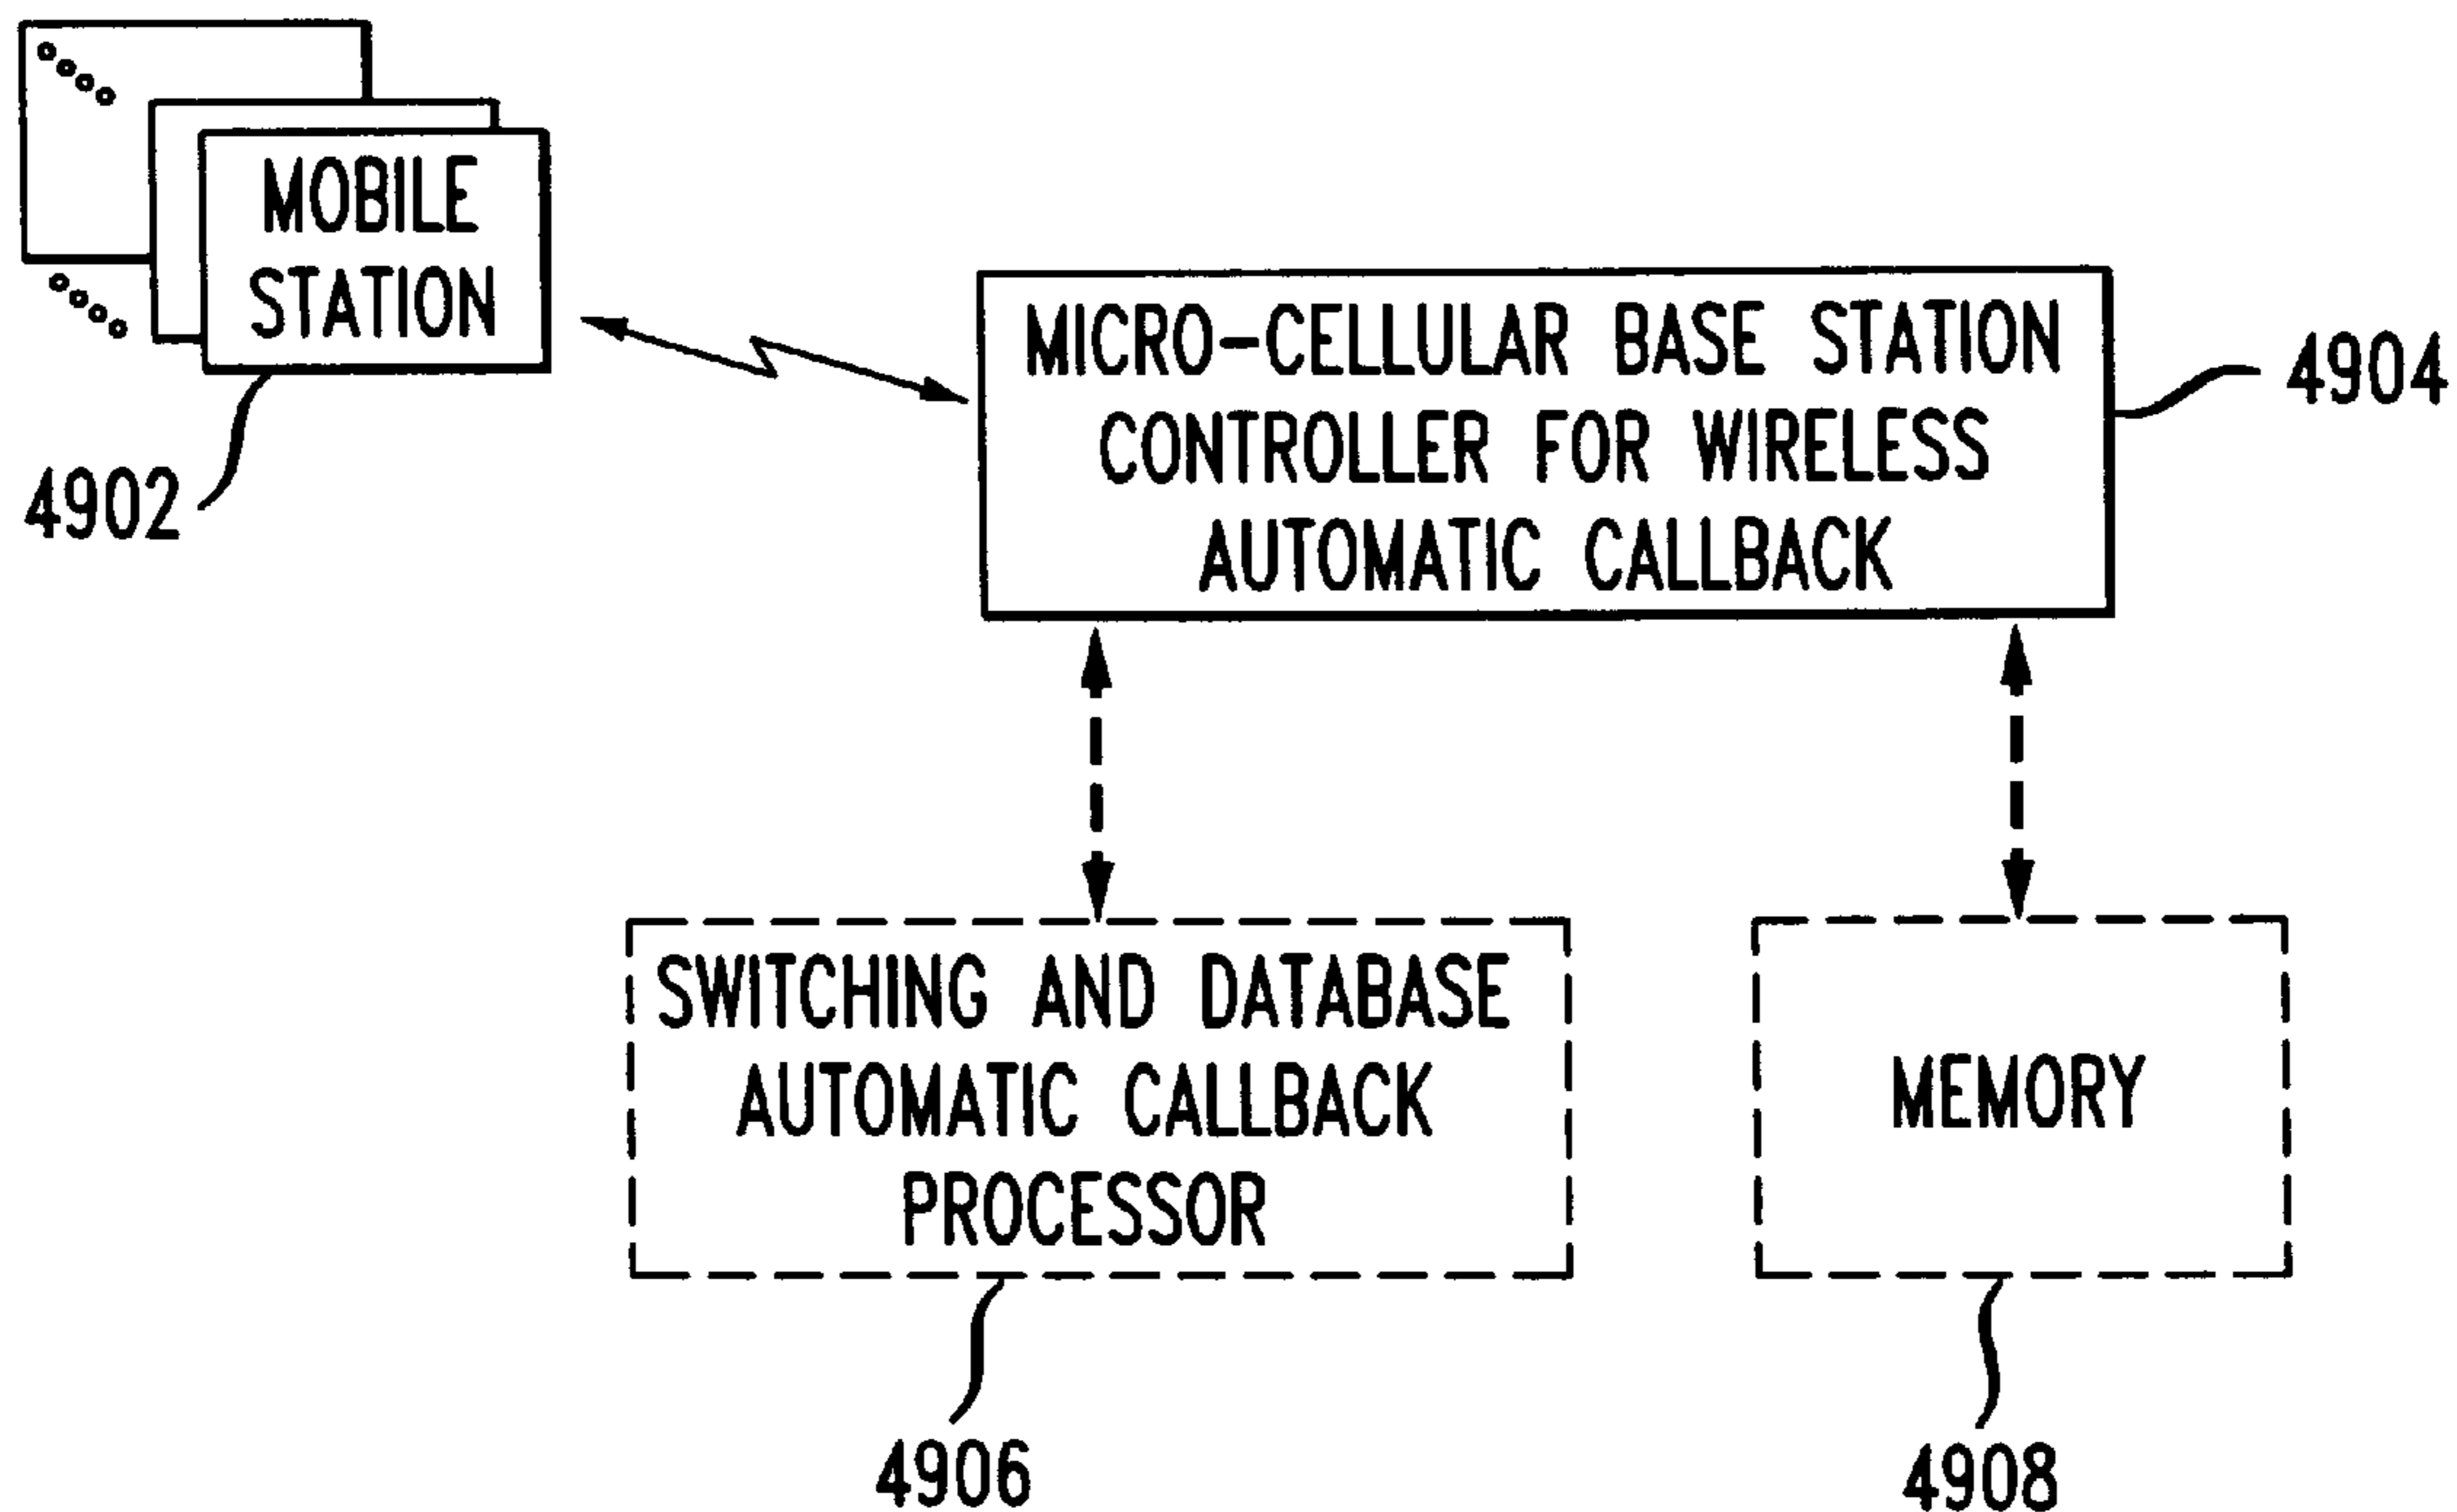 MOBILE
STATION
4902
MICRO-CELLULAR BASE STATION
CONTROLLER FOR WIRELESS
AUTOMATIC CALLBACK
4904
SWITCHING AND DATABASE
AUTOMATIC CALLBACK
PROCESSOR
4906
MEMORY
4908